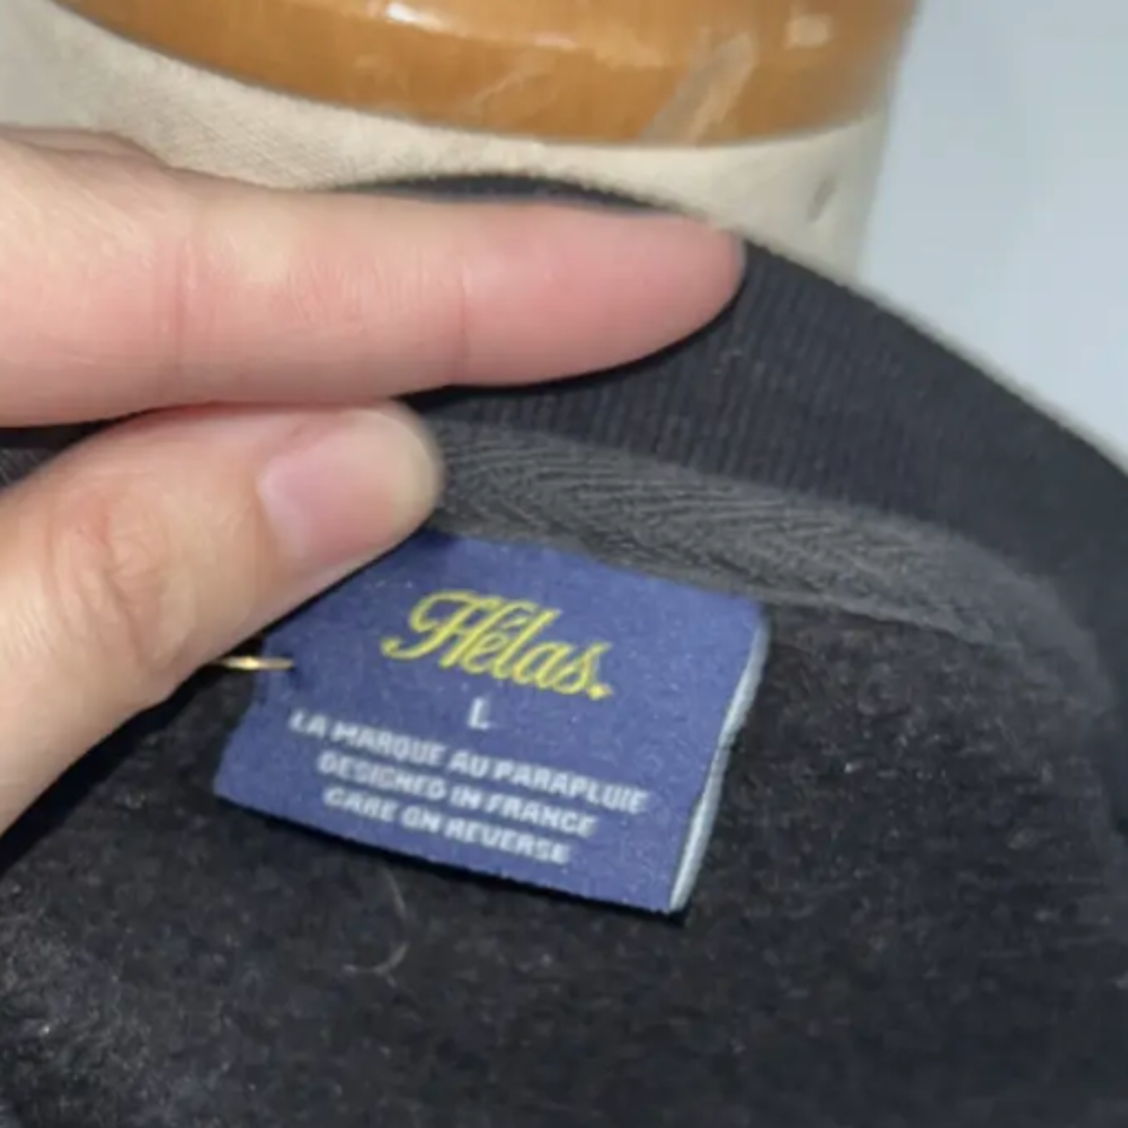 Hélas.
L
LA MARQUE AU PARAPLUIE
DESIGNED IN FRANCE
CARE ON REVERSE